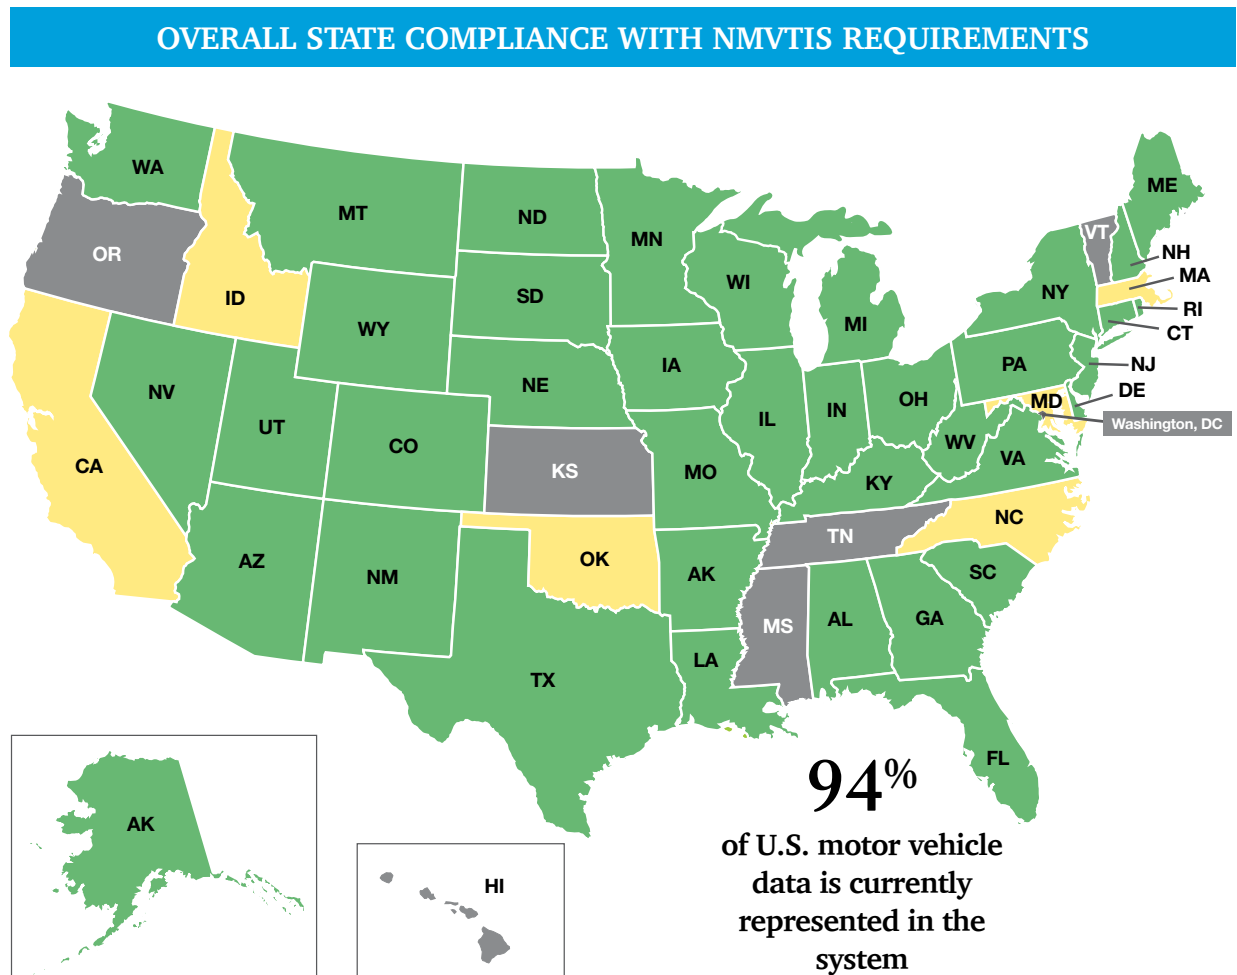 OVERALL STATE COMPLIANCE WITH NMVTIS REQUIREMENTS
WA
MT
ND
MN
ME
OR
ID
WY
SD
WI
MI
NY
VT
NH
MA
RI
CT
NV
UT
CO
NE
IA
IL
IN
OH
PA
NJ
DE
MD
Washington, DC
CA
KS
MO
KY
WV
VA
AZ
NM
OK
AK
TN
NC
SC
TX
LA
MS
AL
GA
FL
AK
HI
94%
of U.S. motor vehicle
data is currently
represented in the
system